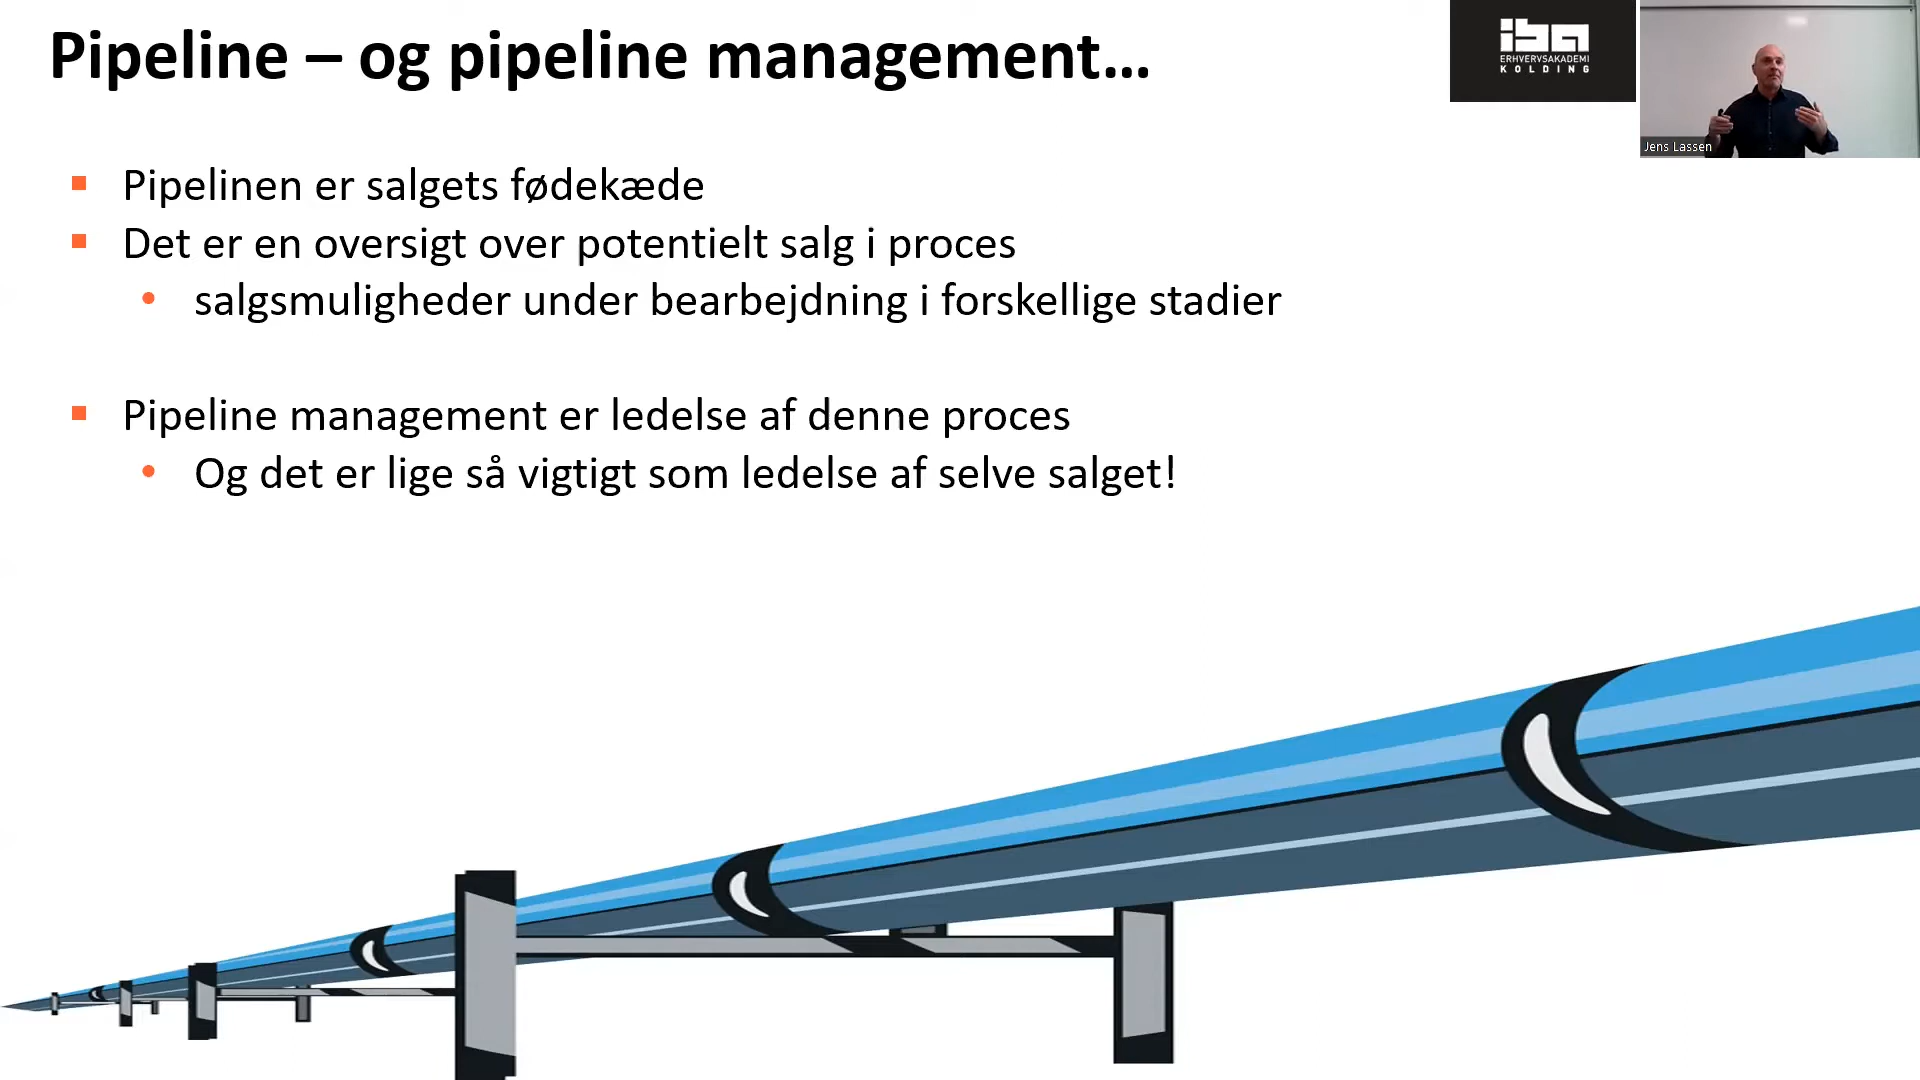 Pipeline – og pipeline management...
iba
ERHVERVSAKADEMI
KOLDING
Jens Lassen
Pipelinen er salgets fødekæde
Det er en oversigt over potentielt salg i proces
salgsmuligheder under bearbejdning i forskellige stadier
Pipeline management er ledelse af denne proces
Og det er lige så vigtigt som ledelse af selve salget!